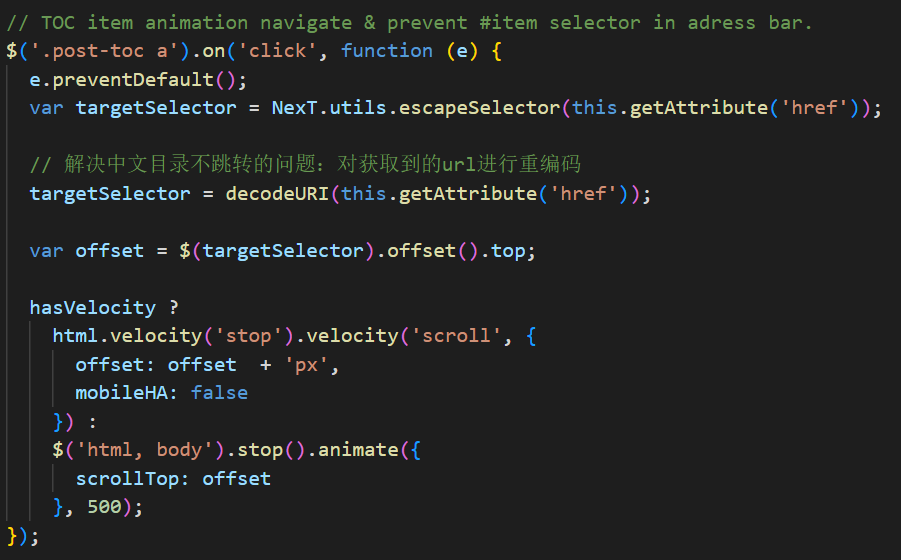 // TOC item animation navigate & prevent #item selector in adress bar.
$('.post-toc a').on('click', function (e) {
  e.preventDefault();
  var targetSelector = NexT.utils.escapeSelector(this.getAttribute('href'));

  // 解决中文目录不跳转的问题：对获取到的url进行重编码
  targetSelector = decodeURI(this.getAttribute('href'));

  var offset = $(targetSelector).offset().top;

  hasVelocity ?
    html.velocity('stop').velocity('scroll', {
      offset: offset  + 'px',
      mobileHA: false
    }) :
    $('html, body').stop().animate({
      scrollTop: offset
    }, 500);
});